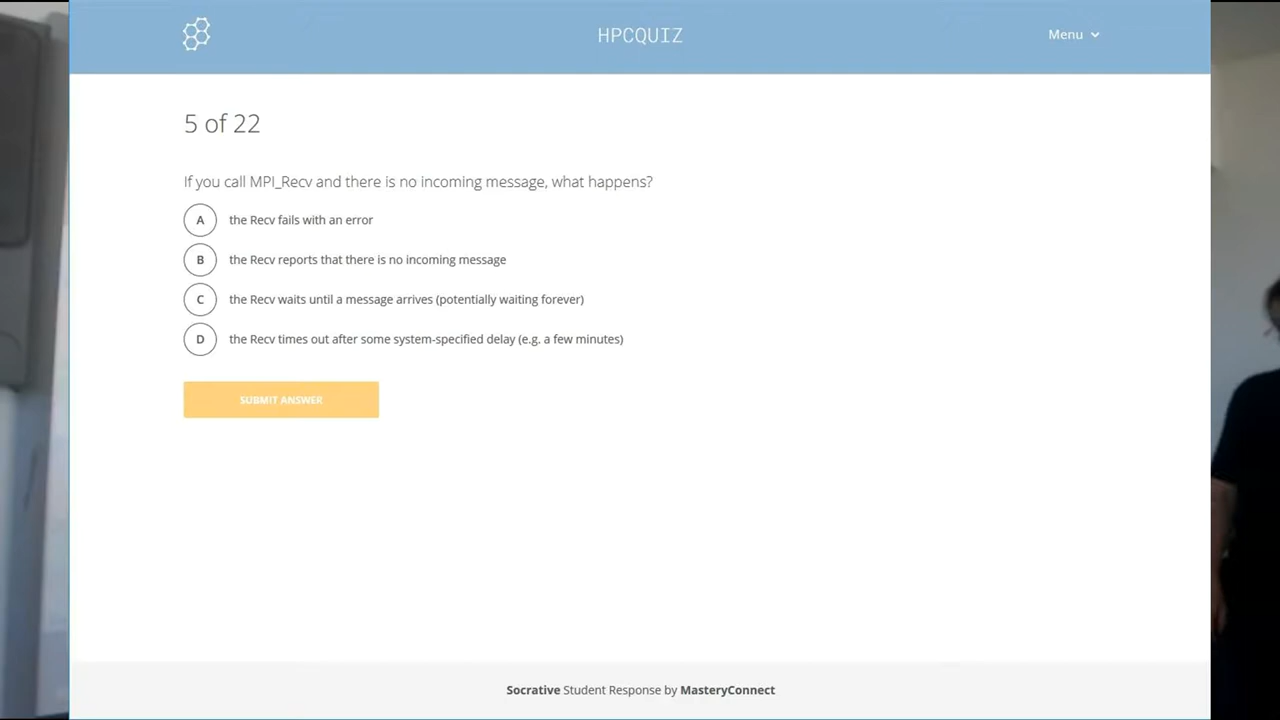 HPCQUIZ
Menu
5 of 22
If you call MPI_Recv and there is no incoming message, what happens?
A the Recv fails with an error
B the Recv reports that there is no incoming message
C the Recv waits until a message arrives (potentially waiting forever)
D the Recv times out after some system-specified delay (e.g. a few minutes)
SUBMIT ANSWER
Socrative Student Response by MasteryConnect